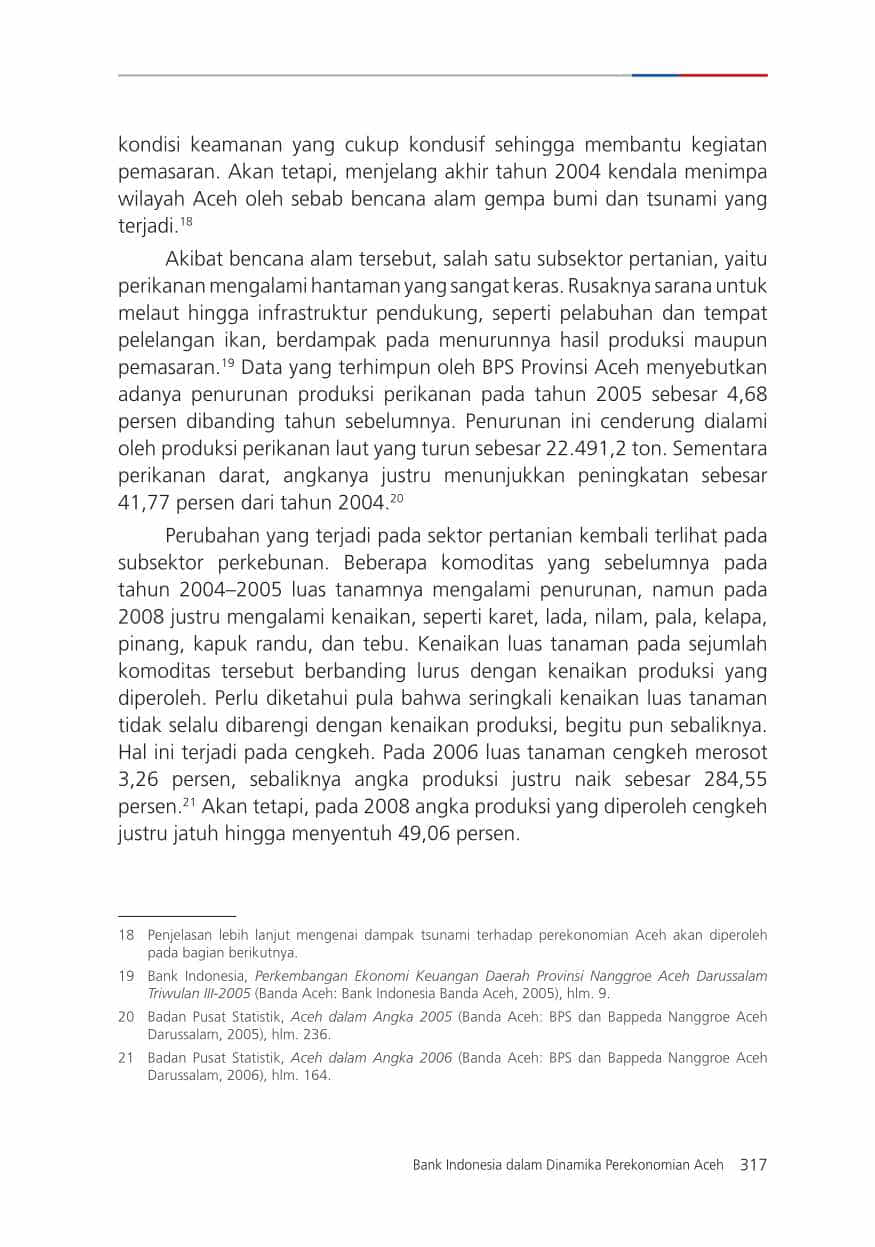 kondisi keamanan yang cukup kondusif sehingga membantu kegiatan
pemasaran. Akan tetapi, menjelang akhir tahun 2004 kendala menimpa
wilayah Aceh oleh sebab bencana alam gempa bumi dan tsunami yang
terjadi.18
Akibat bencana alam tersebut, salah satu subsektor pertanian, yaitu
perikanan mengalami hantaman yang sangat keras. Rusaknya sarana untuk
melaut hingga infrastruktur pendukung, seperti pelabuhan dan tempat
pelelangan ikan, berdampak pada menurunnya hasil produksi maupun
pemasaran.19 Data yang terhimpun oleh BPS Provinsi Aceh menyebutkan
adanya penurunan produksi perikanan pada tahun 2005 sebesar 4,68
persen dibanding tahun sebelumnya. Penurunan ini cenderung dialami
oleh produksi perikanan laut yang turun sebesar 22.491,2 ton. Sementara
perikanan darat, angkanya justru menunjukkan peningkatan sebesar
41,77 persen dari tahun 2004.20
Perubahan yang terjadi pada sektor pertanian kembali terlihat pada
subsektor perkebunan. Beberapa komoditas yang sebelumnya pada
tahun 2004–2005 luas tanamnya mengalami penurunan, namun pada
2008 justru mengalami kenaikan, seperti karet, lada, nilam, pala, kelapa,
pinang, kapuk randu, dan tebu. Kenaikan luas tanaman pada sejumlah
komoditas tersebut berbanding lurus dengan kenaikan produksi yang
diperoleh. Perlu diketahui pula bahwa seringkali kenaikan luas tanaman
tidak selalu dibarengi dengan kenaikan produksi, begitu pun sebaliknya.
Hal ini terjadi pada cengkeh. Pada 2006 luas tanaman cengkeh merosot
3,26 persen, sebaliknya angka produksi justru naik sebesar 284,55
persen.21 Akan tetapi, pada 2008 angka produksi yang diperoleh cengkeh
justru jatuh hingga menyentuh 49,06 persen.
18 Penjelasan lebih lanjut mengenai dampak tsunami terhadap perekonomian Aceh akan diperoleh
pada bagian berikutnya.
19 Bank Indonesia, Perkembangan Ekonomi Keuangan Daerah Provinsi Nanggroe Aceh Darussalam
Triwulan III-2005 (Banda Aceh: Bank Indonesia Banda Aceh, 2005), hlm. 9.
20 Badan Pusat Statistik, Aceh dalam Angka 2005 (Banda Aceh: BPS dan Bappeda Nanggroe Aceh
Darussalam, 2005), hlm. 236.
21 Badan Pusat Statistik, Aceh dalam Angka 2006 (Banda Aceh: BPS dan Bappeda Nanggroe Aceh
Darussalam, 2006), hlm. 164.
Bank Indonesia dalam Dinamika Perekonomian Aceh 317